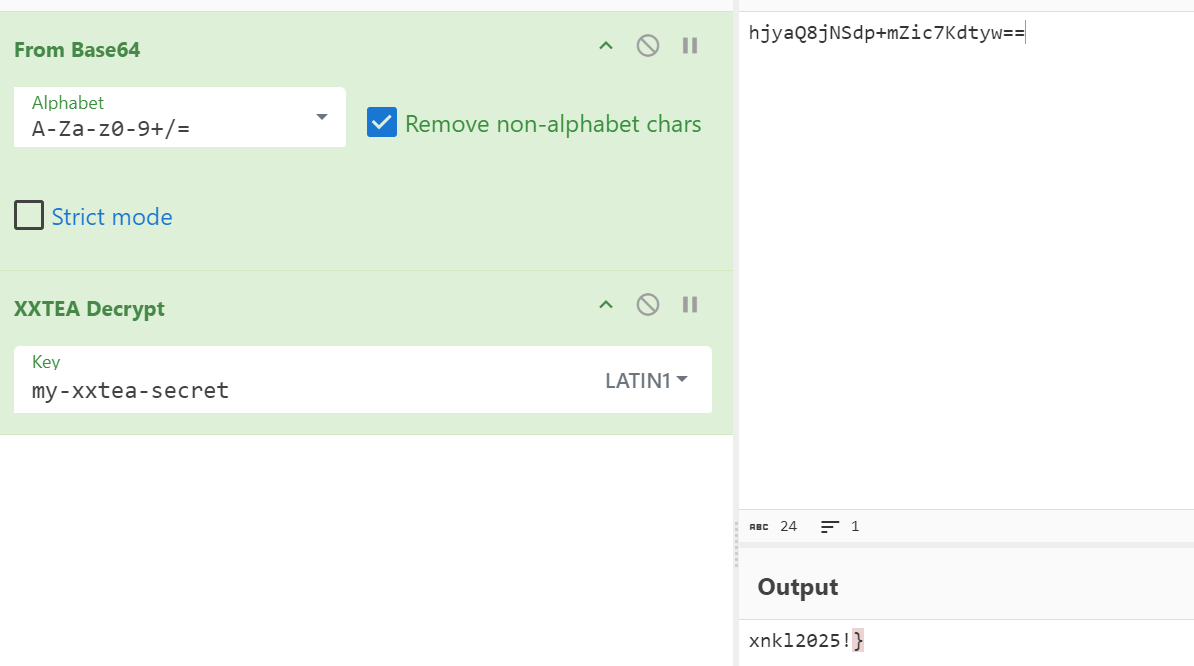 From Base64
Alphabet
A-Za-z0-9+/=
Remove non-alphabet chars
Strict mode
XXTEA Decrypt
Key
my-xxtea-secret
LATIN1
hjyaQ8jNSdp+mZic7Kdtyw==
ABC 24 1
Output
xnkl2025!}